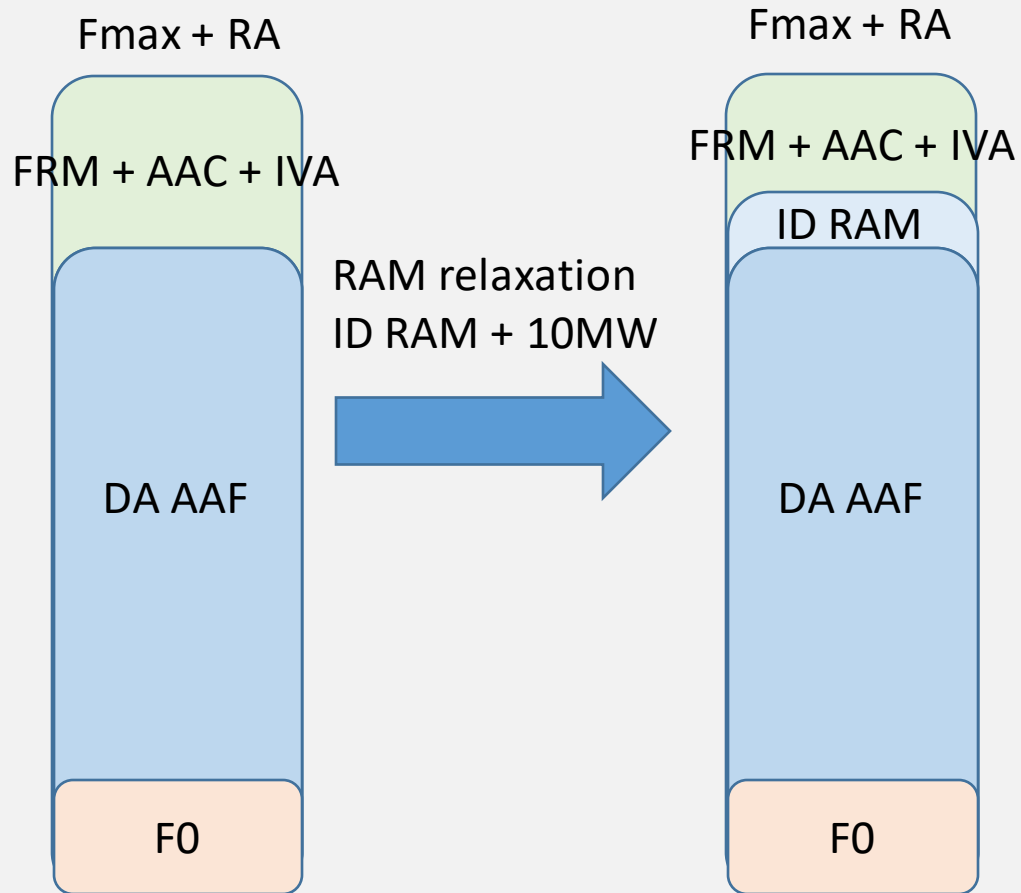 Fmax + RA
FRM + AAC + IVA
DA AAF
F0
RAM relaxation
ID RAM + 10MW
Fmax + RA
FRM + AAC + IVA
ID RAM
DA AAF
F0